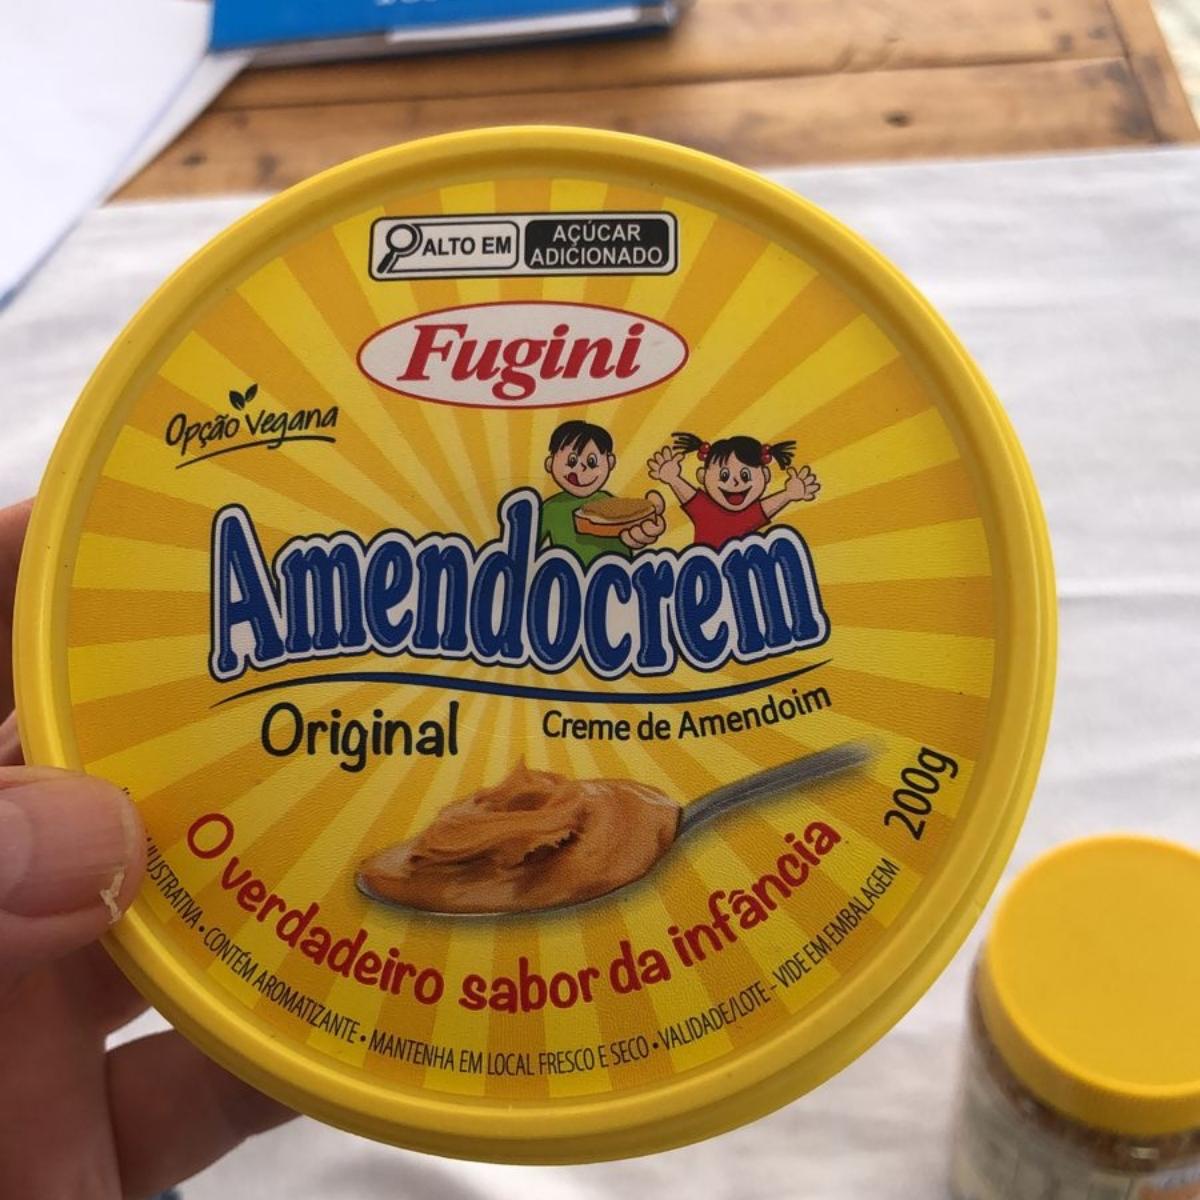 ALTO EM
AÇÚCAR
ADICIONADO
Fugini
Opção Vegana
Amendocrem
Original
Creme de Amendoim
200g
O verdadeiro sabor da infância
ILUSTRATIVA • CONTÉM AROMATIZANTE • MANTENHA EM LOCAL FRESCO E SECO • VALIDADE/LOTE - VIDE EM EMBALAGEM